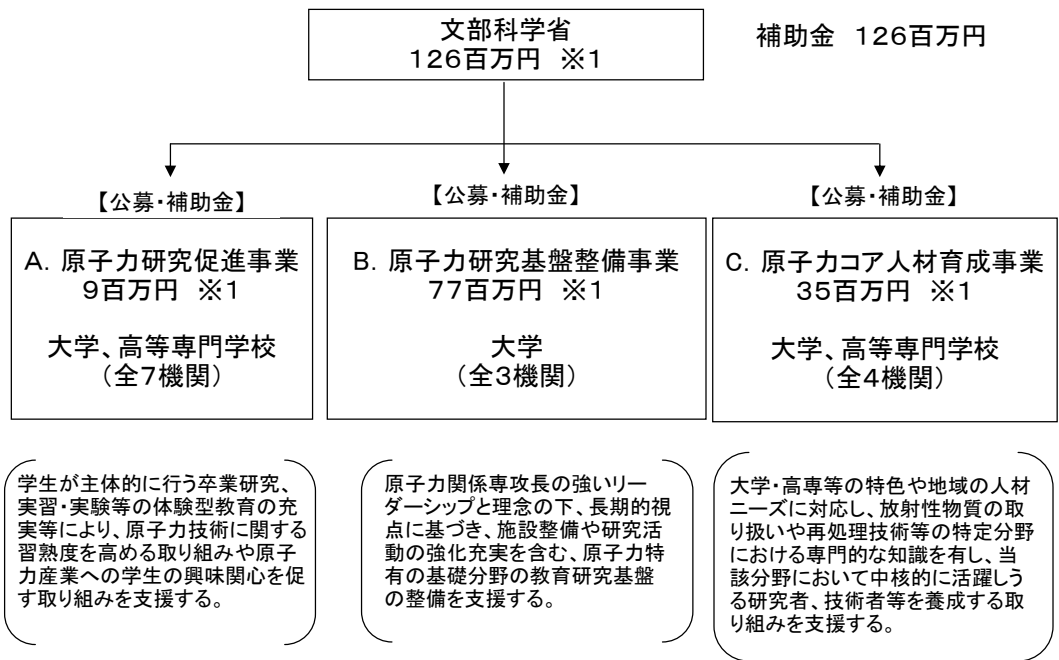 文部科学省
126百万円 ※1
補助金 126百万円
【公募・補助金】
【公募・補助金】
【公募・補助金】
A. 原子力研究促進事業
9百万円 ※1
大学、高等専門学校
(全7機関)
B. 原子力研究基盤整備事業
77百万円 ※1
大学
(全3機関)
C. 原子力コア人材育成事業
35百万円 ※1
大学、高等専門学校
(全4機関)
学生が主体的に行う卒業研究、
実習・実験等の体験型教育の充
実等により、原子力技術に関する
習熟度を高める取り組みや原子
力産業への学生の興味関心を促
す取り組みを支援する。
原子力関係専攻長の強いリー
ダーシップと理念の下、長期的視
点に基づき、施設整備や研究活
動の強化充実を含む、原子力特
有の基礎分野の教育研究基盤
の整備を支援する。
大学・高専等の特色や地域の人材
ニーズに対応し、放射性物質の取
り扱いや再処理技術等の特定分野
における専門的な知識を有し、当
該分野において中核的に活躍しう
る研究者、技術者等を養成する取
り組みを支援する。